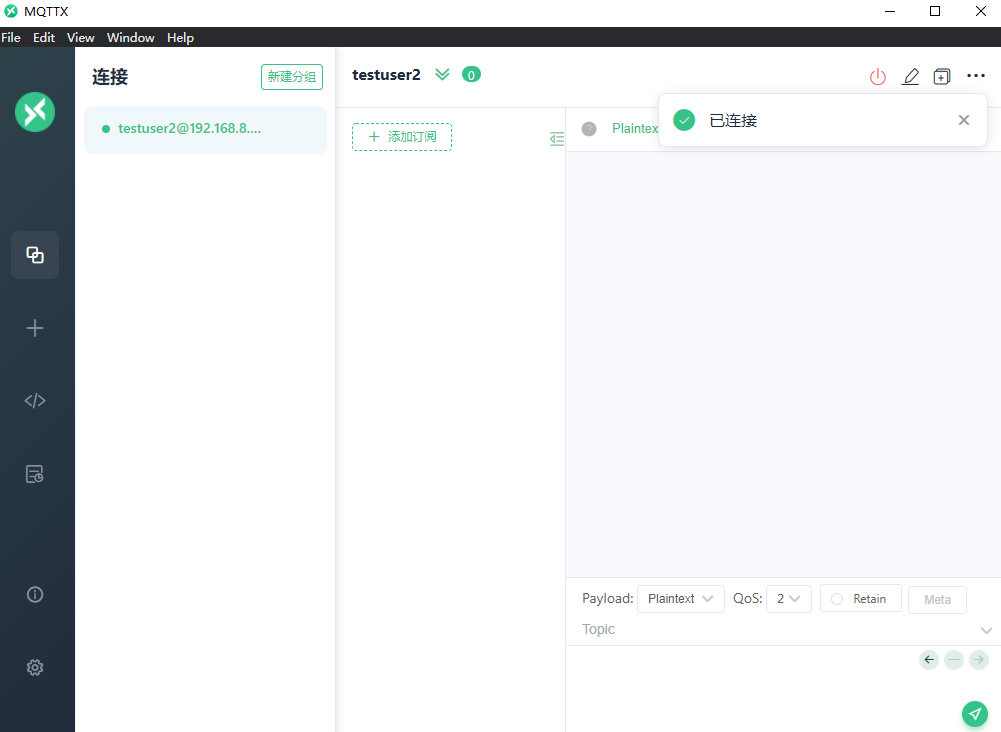 MQTTX
File Edit View Window Help
连接
新建分组
testuser2 0
testuser2@192.168.8....
添加订阅
Plaintex
已连接
Payload: Plaintext QoS: 2 Retain Meta
Topic